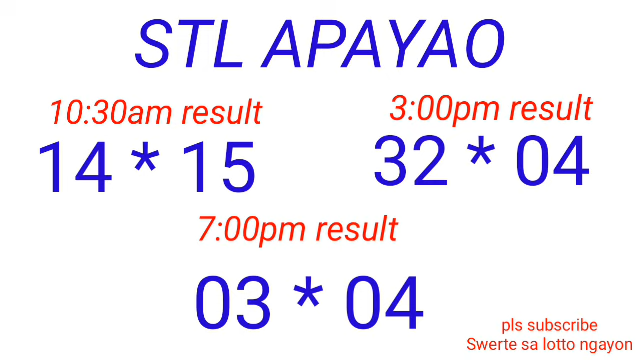 STL APAYAO
10:30am result
14 * 15
3:00pm result
32 * 04
7:00pm result
03 * 04
pls subscribe
Swerte sa lotto ngayon